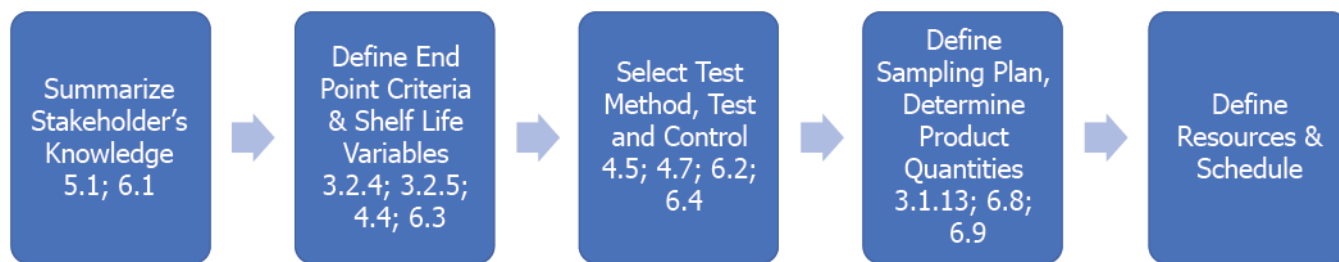 Summarize
Stakeholder's
Knowledge
5.1; 6.1
Define End
Point Criteria
& Shelf Life
Variables
3.2.4; 3.2.5;
4.4; 6.3
Select Test
Method, Test
and Control
4.5; 4.7; 6.2;
6.4
Define
Sampling Plan,
Determine
Product
Quantities
3.1.13; 6.8;
6.9
Define
Resources &
Schedule